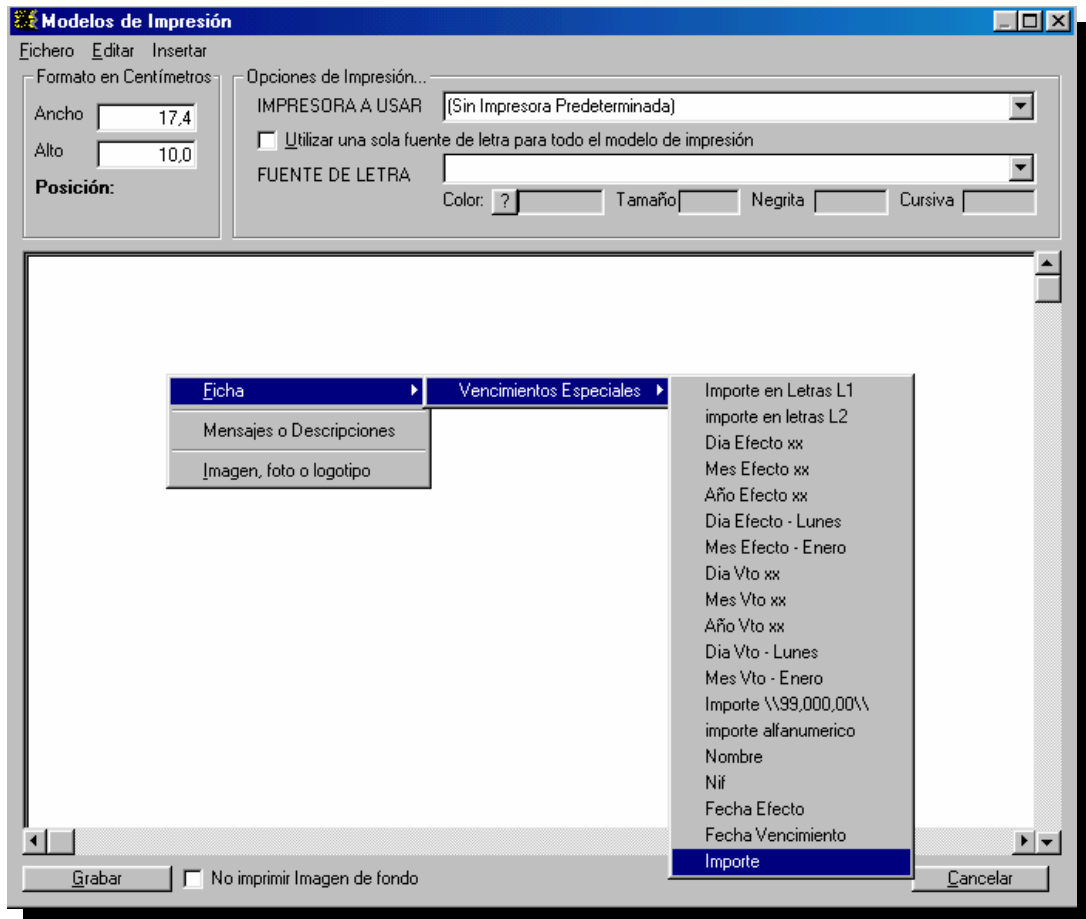 Modelos de Impresión
Fichero Editar Insertar
Formato en Centímetros
Ancho 17,4
Alto 10,0
Posición:
Opciones de Impresión...
IMPRESORA A USAR (Sin Impresora Predeterminada)
Utilizar una sola fuente de letra para todo el modelo de impresión
FUENTE DE LETRA
Color: ? Tamaño Negrita Cursiva
Ficha
Mensajes o Descripciones
Imagen, foto o logotipo
Vencimientos Especiales
Importe en Letras L1
importe en letras L2
Dia Efecto xx
Mes Efecto xx
Año Efecto xx
Dia Efecto - Lunes
Mes Efecto - Enero
Dia Vto xx
Mes Vto xx
Año Vto xx
Dia Vto - Lunes
Mes Vto - Enero
Importe \\99,000,00\\
importe alfanumerico
Nombre
Nif
Fecha Efecto
Fecha Vencimiento
Importe
Grabar No imprimir Imagen de fondo Cancelar